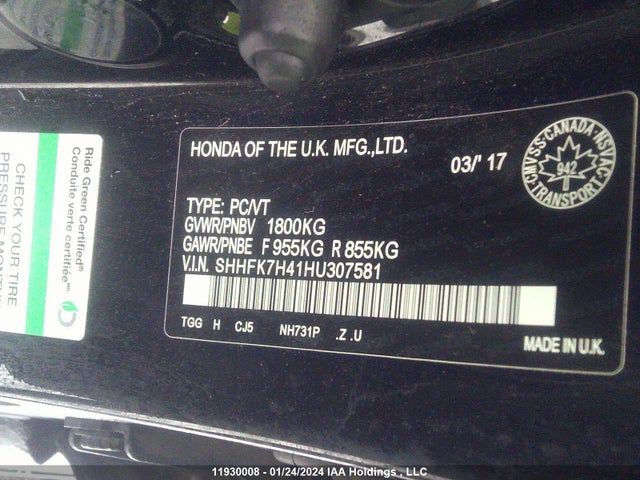 HONDA OF THE U.K. MFG.,LTD.
03/' 17
CMVSS·CANADA·NSVAC
942
TRANSPORT
TYPE: PC/VT
GVWR/PNBV 1800KG
GAWR/PNBE F 955KG R 855KG
V.I.N. SHHFK7H41HU307581
TGG H CJ5 NH731P .Z .U
MADE IN U.K.
Ride Green Certified®
Conduite verte certifiée
CHECK YOUR TIRE
PRESSURE
11930008 - 01/24/2024 IAA Holdings , LLC